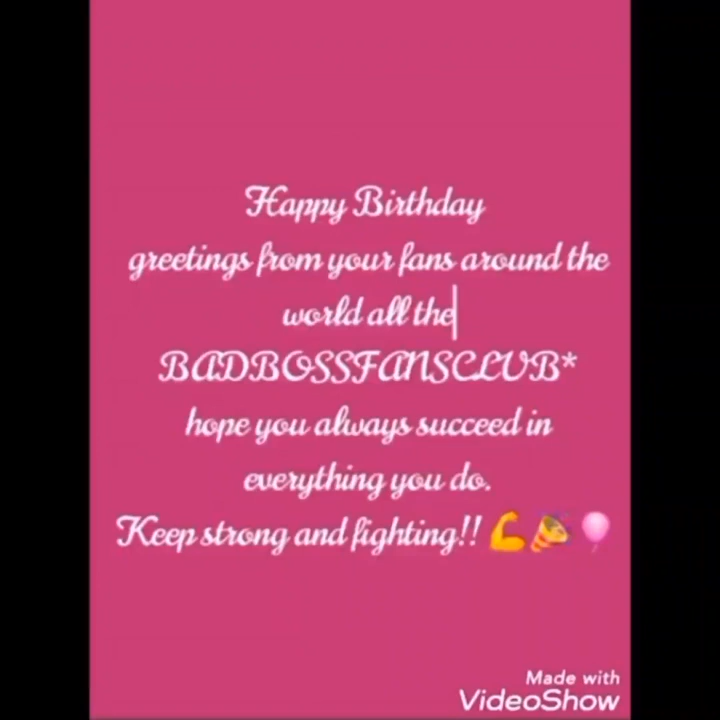 Happy Birthday
greetings from your fans around the
world all the
BADBOSSFANSCLUB*
hope you always succeed in
everything you do.
Keep strong and fighting!! 💪🎉🎈
Made with
VideoShow